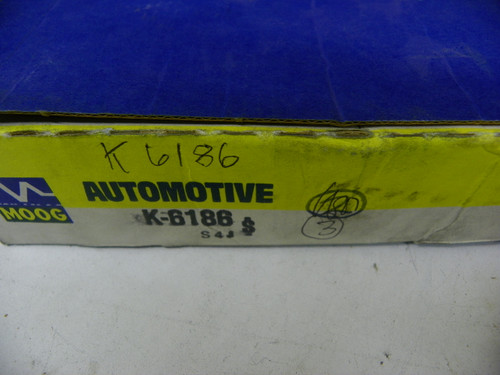 K 6186
AUTOMOTIVE
MOOG
K-6186
S4J
3